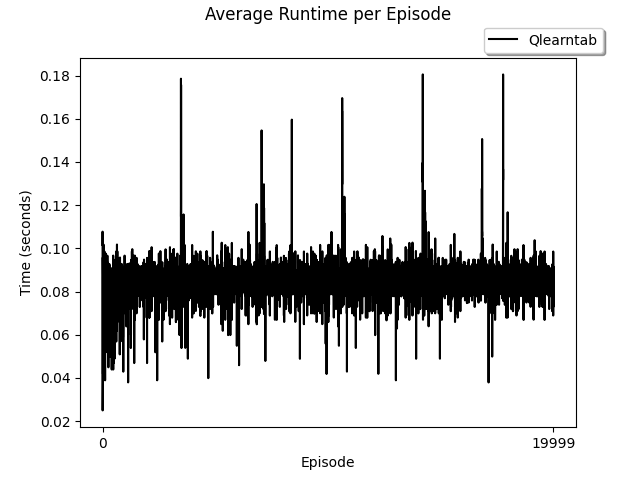 Average Runtime per Episode
Qlearntab
0.18
0.16
0.14
0.12
0.10
0.08
0.06
0.04
0.02
Time (seconds)
0 19999
Episode